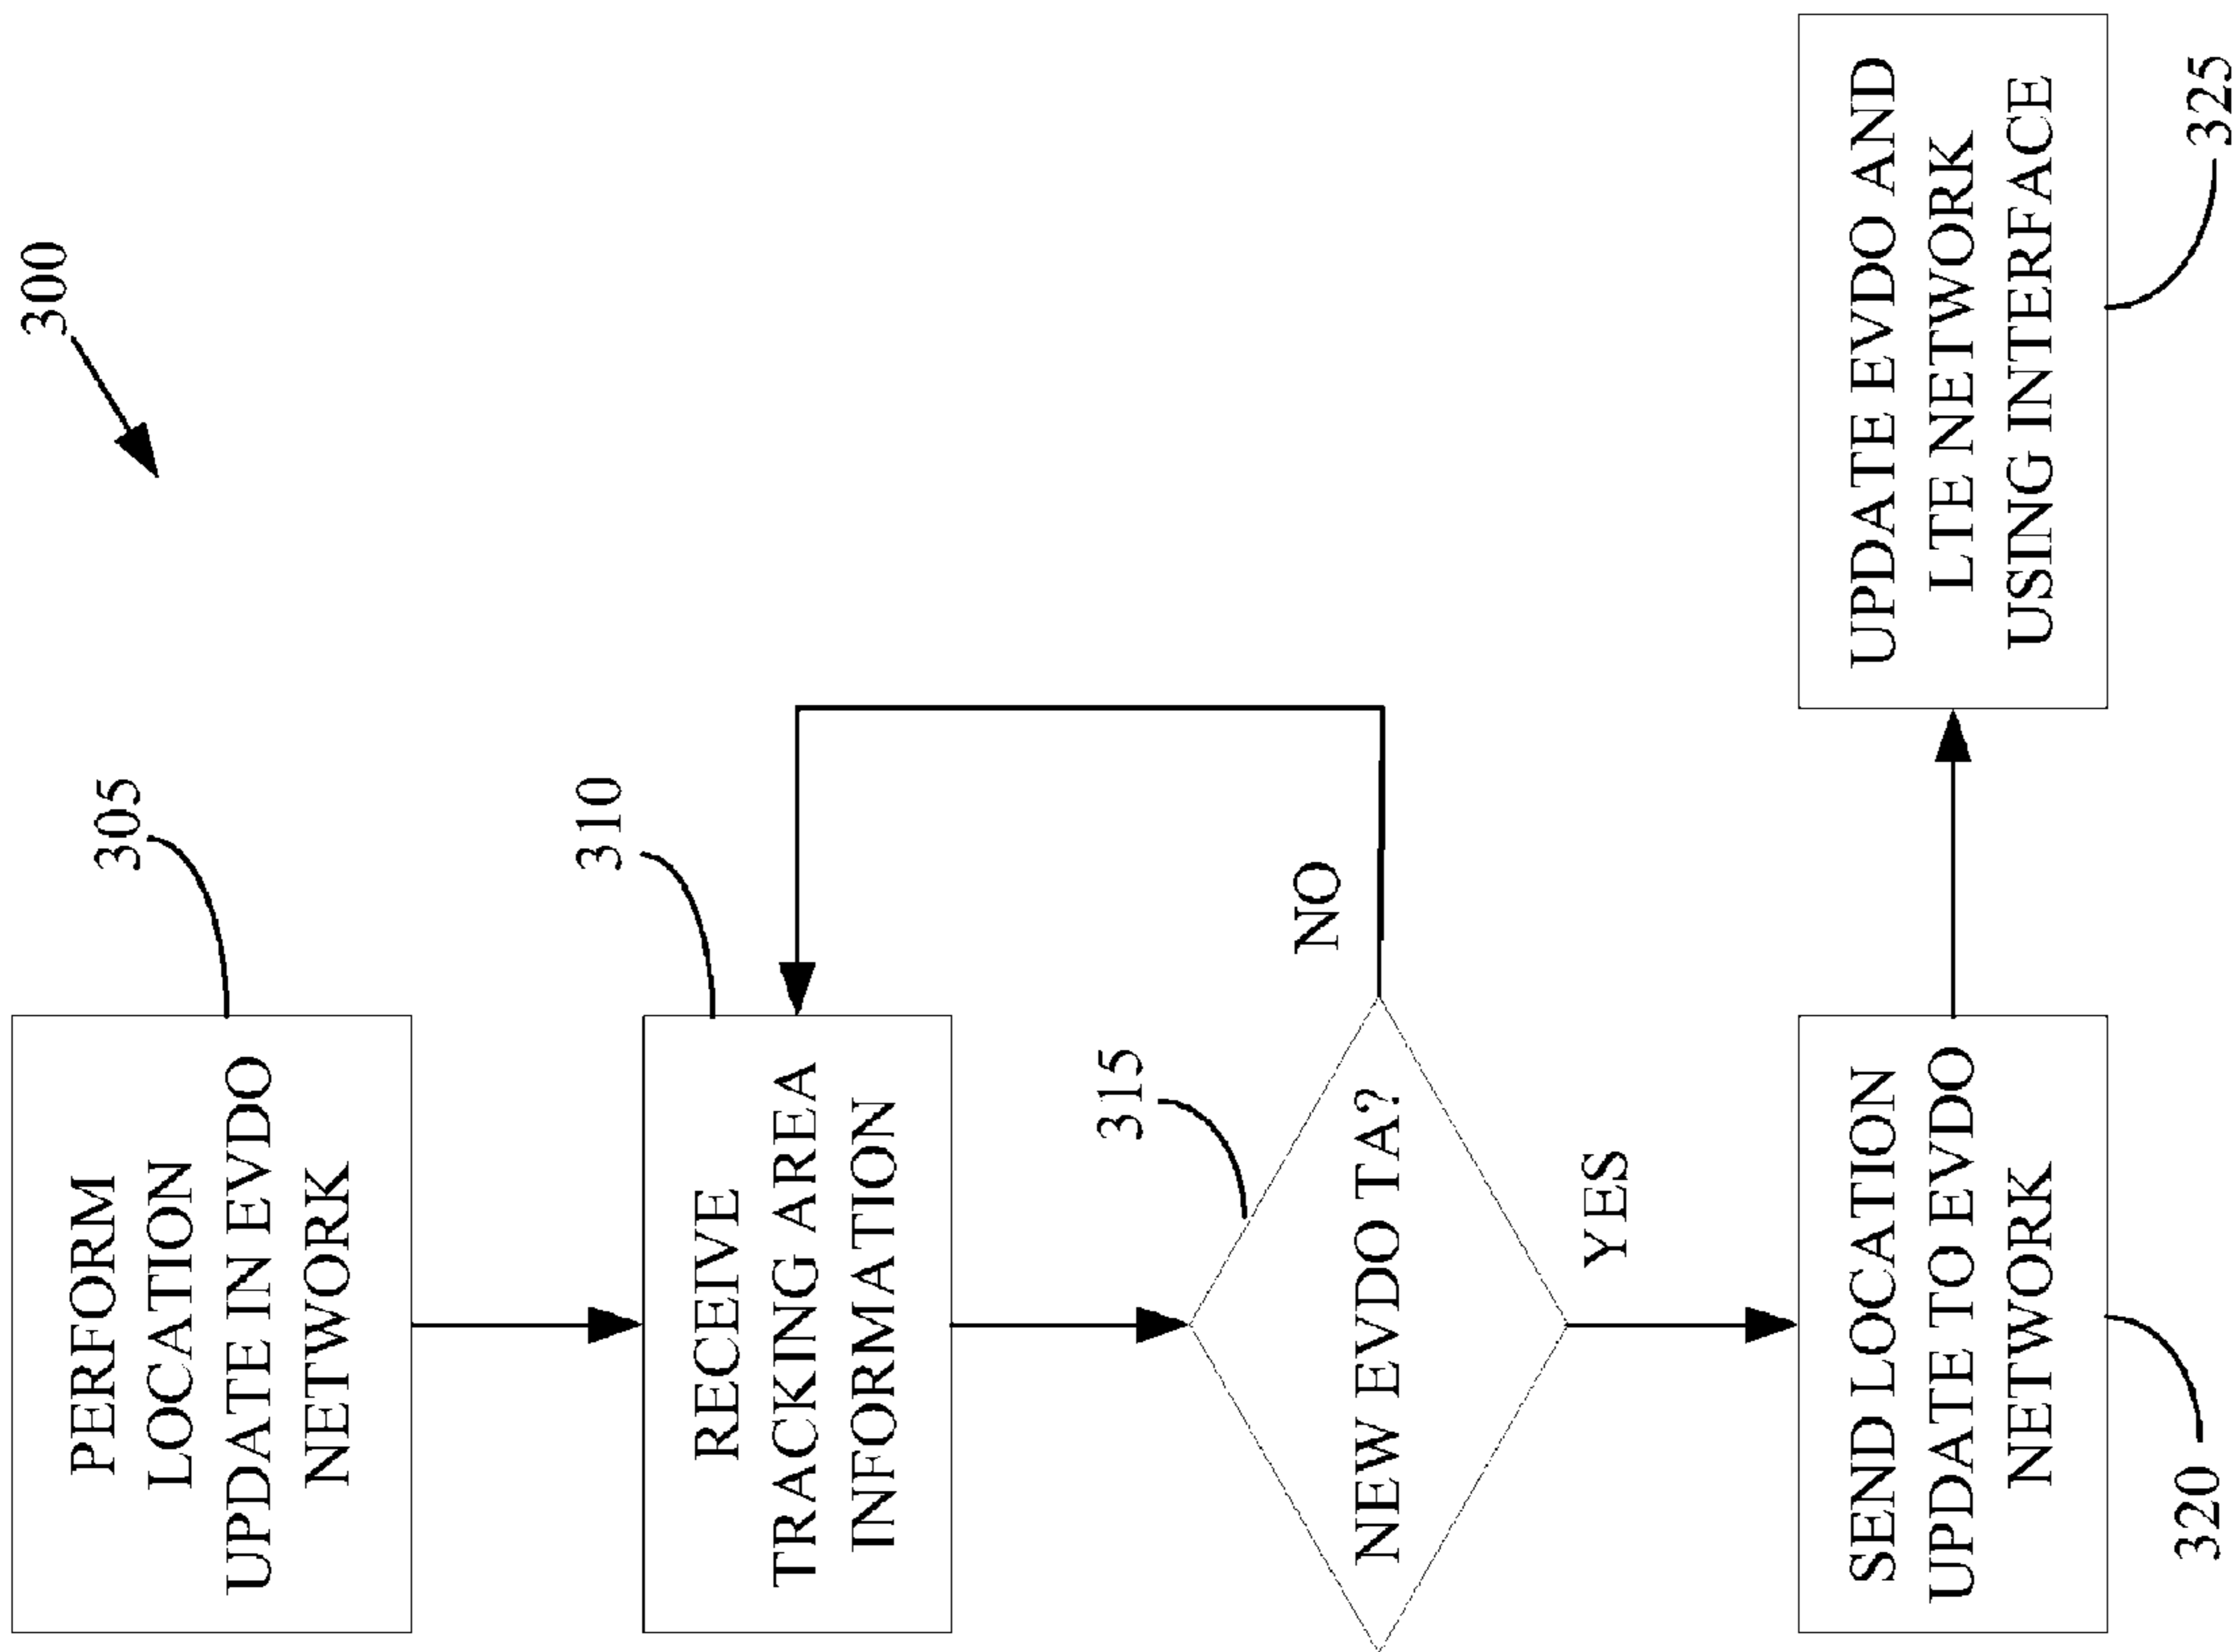 300
305
PERFORM
LOCATION
UPDATE IN EVDO
NETWORK
310
RECEIVE
TRACKING AREA
INFORMATION
315
NEW EVDO TA?
NO
YES
SEND LOCATION
UPDATE TO EVDO
NETWORK
320
UPDATE EVDO AND
LTE NETWORK
USING INTERFACE
325